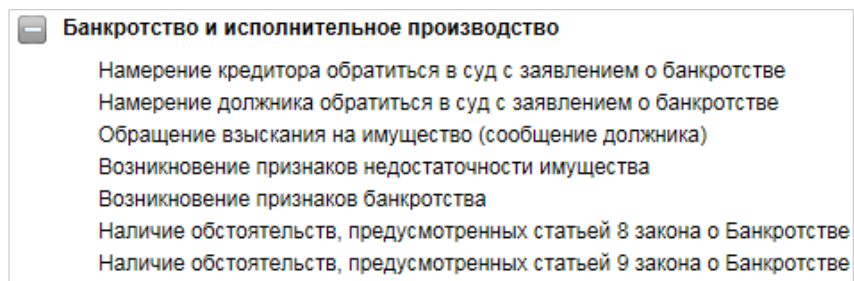 Банкротство и исполнительное производство
Намерение кредитора обратиться в суд с заявлением о банкротстве
Намерение должника обратиться в суд с заявлением о банкротстве
Обращение взыскания на имущество (сообщение должника)
Возникновение признаков недостаточности имущества
Возникновение признаков банкротства
Наличие обстоятельств, предусмотренных статьей 8 закона о Банкротстве
Наличие обстоятельств, предусмотренных статьей 9 закона о Банкротстве